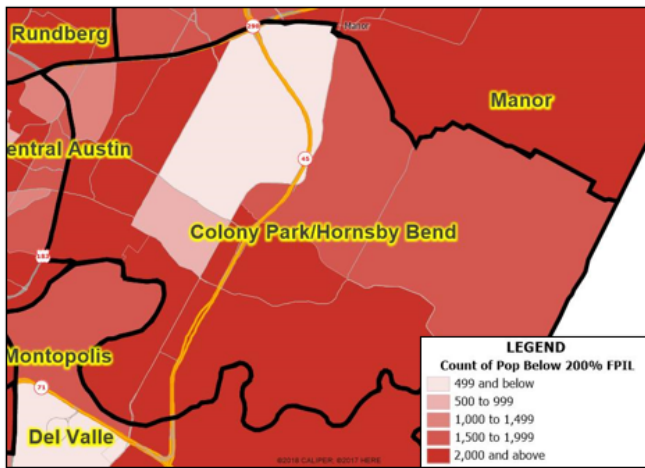 Rundberg
290
Manor
Manor
entral Austin
45
Colony Park/Hornsby Bend
183
Montopolis
71
Del Valle
LEGEND
Count of Pop Below 200% FPIL
499 and below
500 to 999
1,000 to 1,499
1,500 to 1,999
2,000 and above
©2018 CALIPER; ©2017 HERE